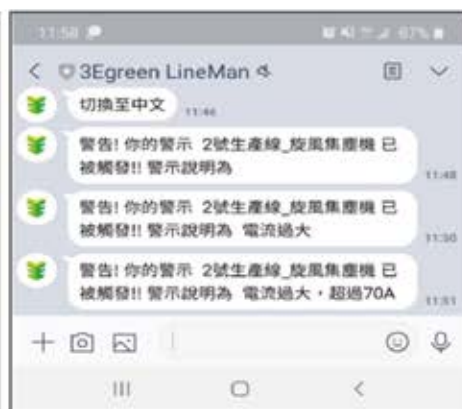 11:58 67%
3Egreen LineMan
切換至中文 11:46
警告! 你的警示 2號生產線_旋風集塵機 已
被觸發!! 警示說明為 11:48
警告! 你的警示 2號生產線_旋風集塵機 已
被觸發!! 警示說明為 電流過大 11:50
警告! 你的警示 2號生產線_旋風集塵機 已
被觸發!! 警示說明為 電流過大，超過70A 11:51